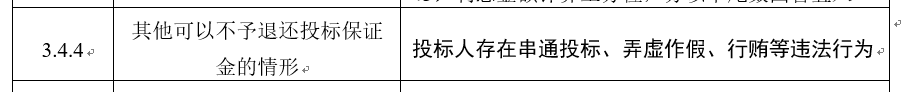 3.4.4
其他可以不予退还投标保证
金的情形
投标人存在串通投标、弄虚作假、行贿等违法行为